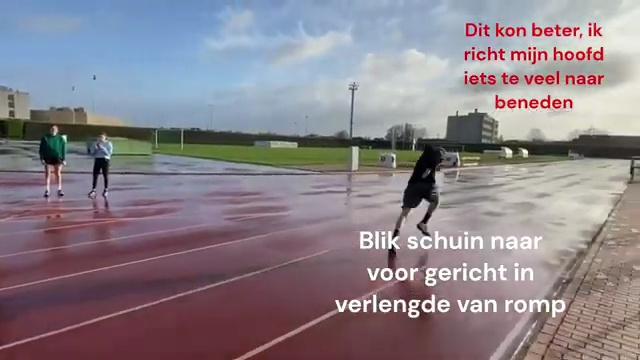 Dit kon beter, ik
richt mijn hoofd
iets te veel naar
beneden
Blik schuin naar
voor gericht in
verlengde van romp